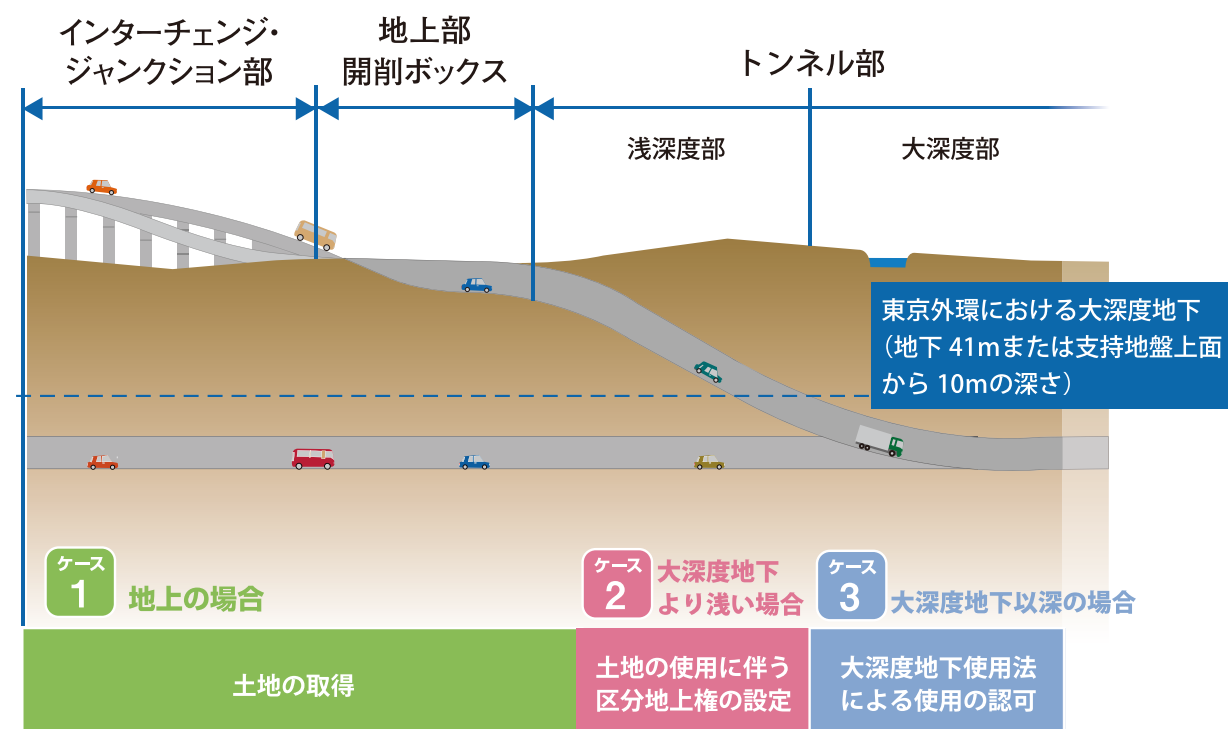 インターチェンジ・
ジャンクション部
地上部
開削ボックス
トンネル部
浅深度部
大深度部
東京外環における大深度地下
（地下 41mまたは支持地盤上面
から 10mの深さ）
ケース
1
地上の場合
ケース
2
大深度地下
より浅い場合
ケース
3
大深度地下以深の場合
土地の取得
土地の使用に伴う
区分地上権の設定
大深度地下使用法
による使用の認可